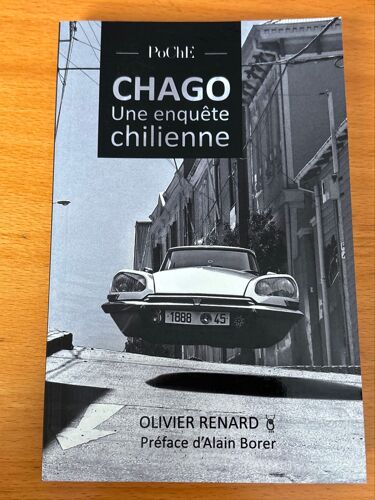 PoChE
CHAGO
Une enquête
chilienne
1888 45
OLIVIER RENARD
Préface d'Alain Borer